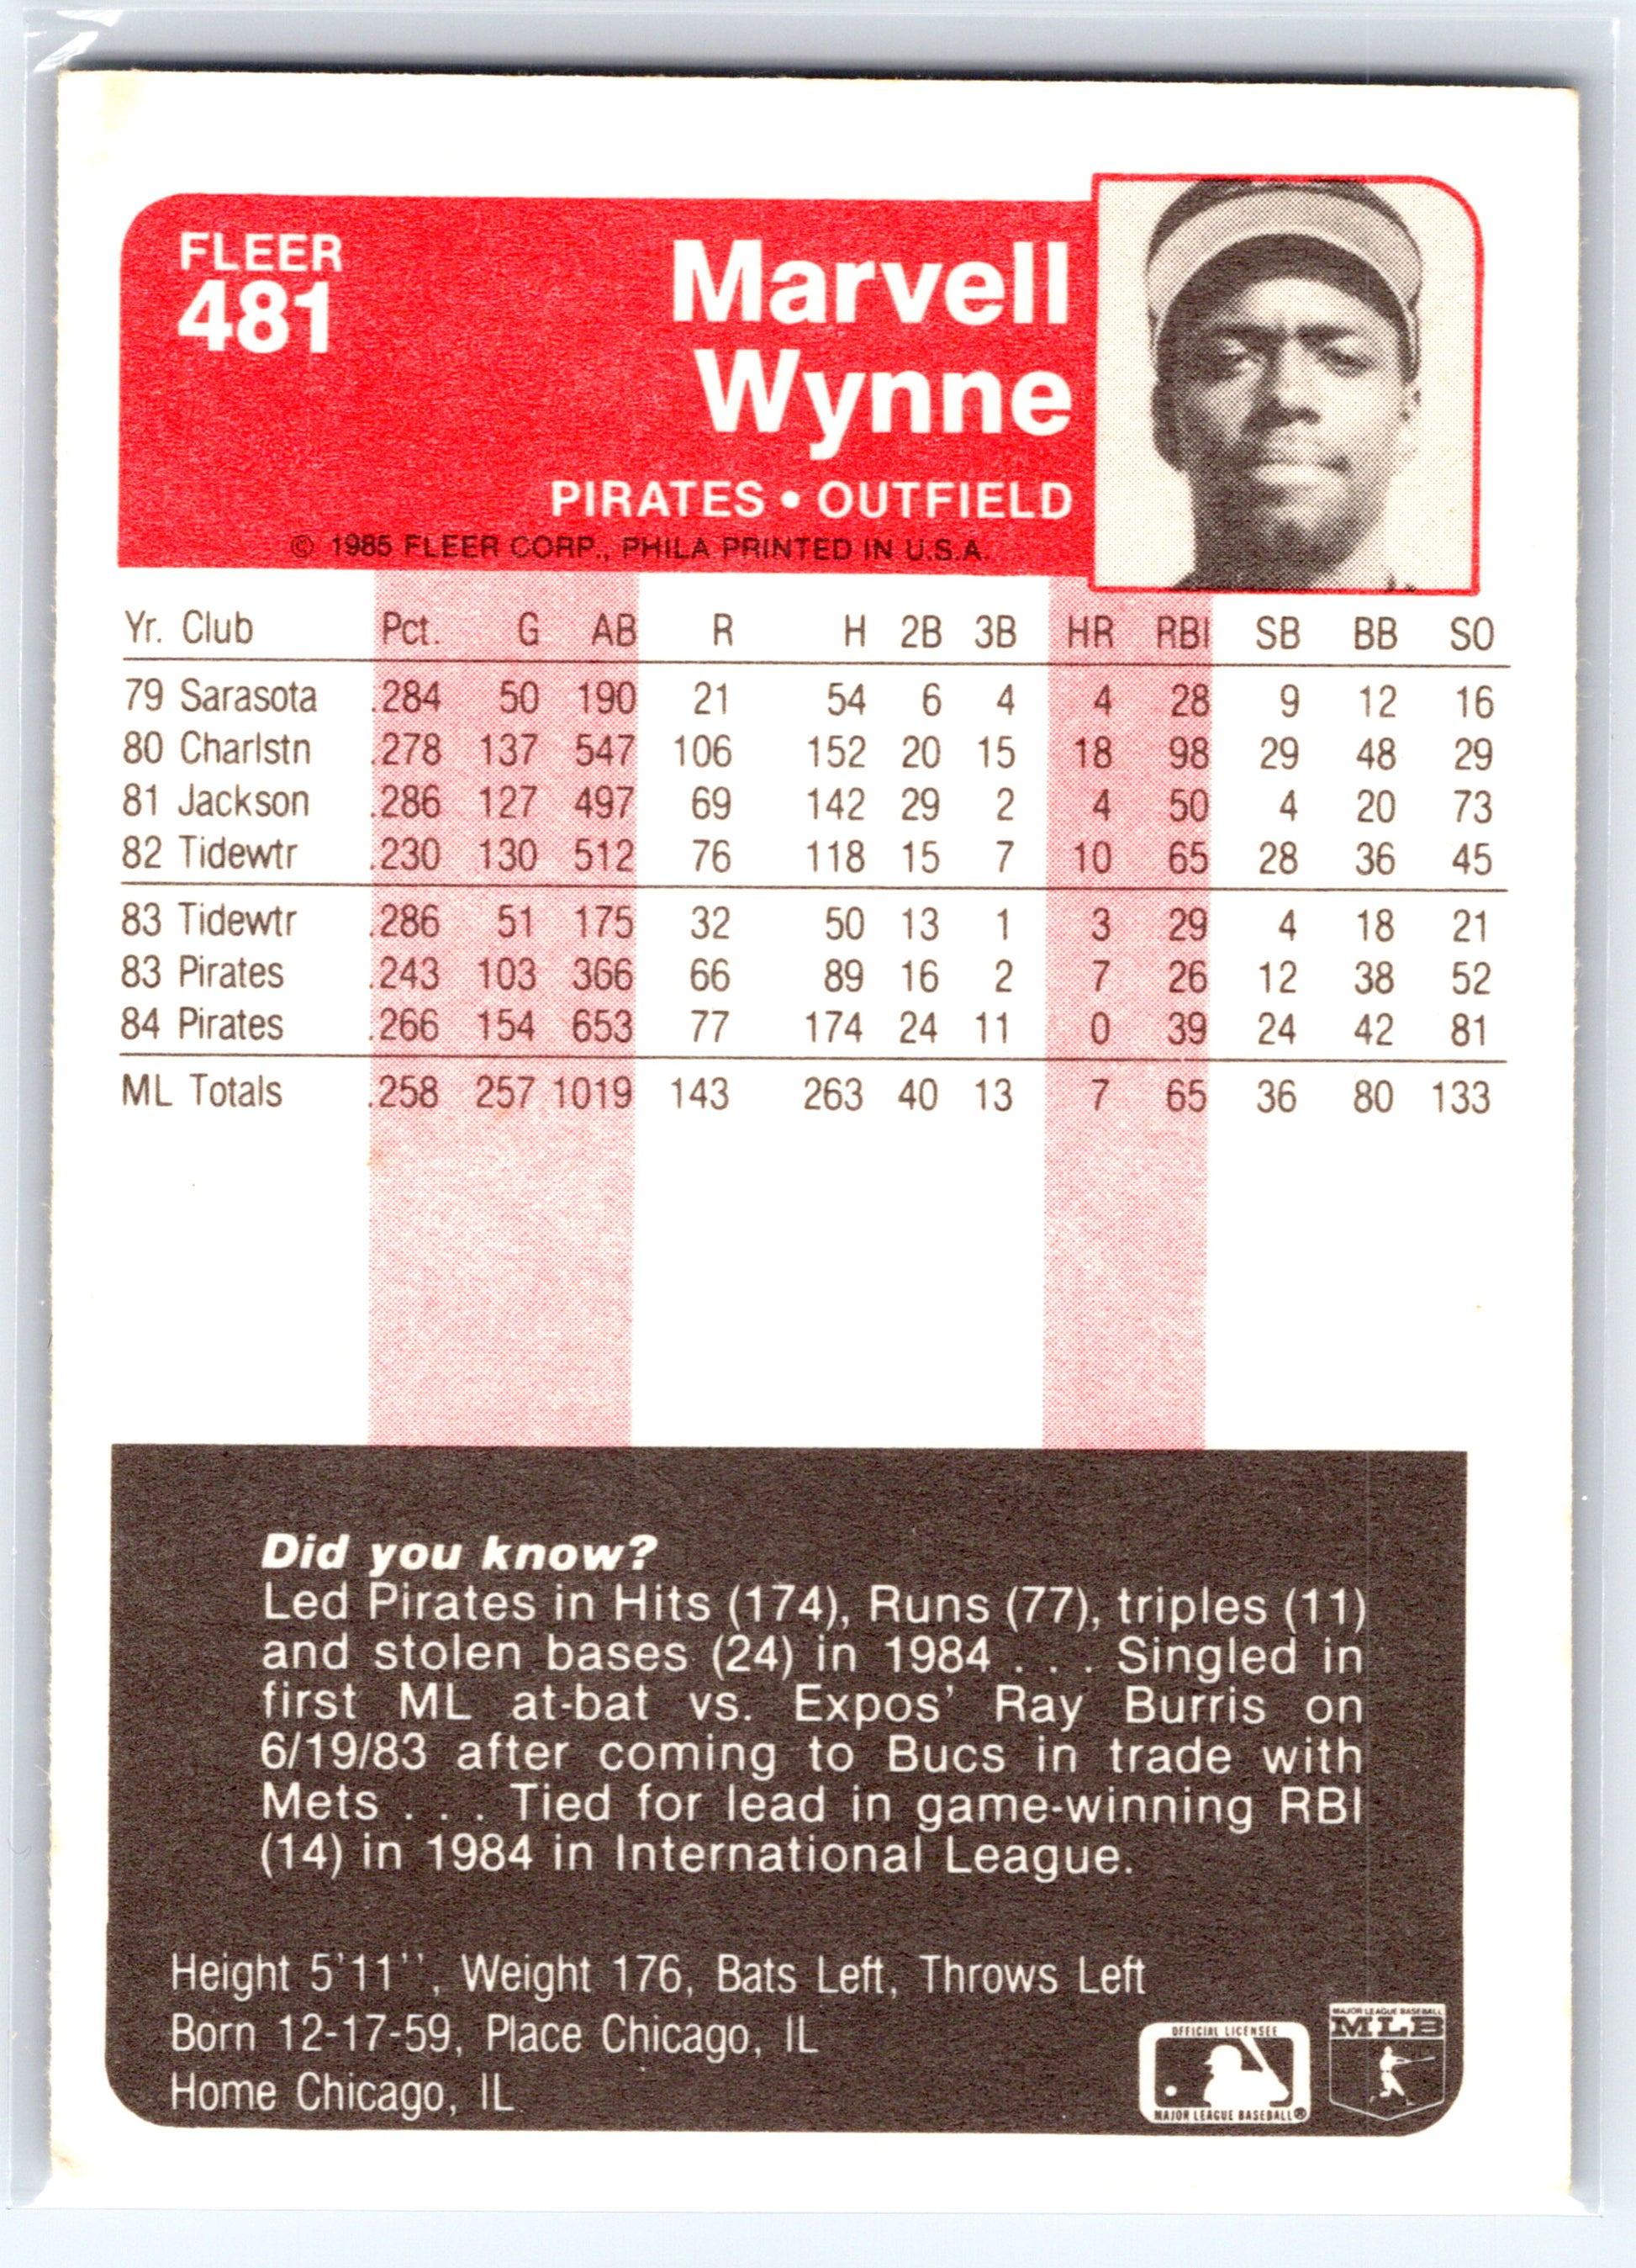 FLEER
481
Marvell
Wynne
PIRATES • OUTFIELD
© 1985 FLEER CORP., PHILA PRINTED IN U.S.A.
Yr. Club Pct. G AB R H 2B 3B HR RBI SB BB SO
79 Sarasota .284 50 190 21 54 6 4 4 28 9 12 16
80 Charlstn .278 137 547 106 152 20 15 18 98 29 48 29
81 Jackson .286 127 497 69 142 29 2 4 50 4 20 73
82 Tidewtr .230 130 512 76 118 15 7 10 65 28 36 45
83 Tidewtr .286 51 175 32 50 13 1 3 29 4 18 21
83 Pirates .243 103 366 66 89 16 2 7 26 12 38 52
84 Pirates .266 154 653 77 174 24 11 0 39 24 42 81
ML Totals .258 257 1019 143 263 40 13 7 65 36 80 133
Did you know?
Led Pirates in Hits (174), Runs (77), triples (11)
and stolen bases (24) in 1984 . . . Singled in
first ML at-bat vs. Expos' Ray Burris on
6/19/83 after coming to Bucs in trade with
Mets . . . Tied for lead in game-winning RBI
(14) in 1984 in International League.
Height 5'11'', Weight 176, Bats Left, Throws Left
Born 12-17-59, Place Chicago, IL
Home Chicago, IL
OFFICIAL LICENSEE
MAJOR LEAGUE BASEBALL®
MAJOR LEAGUE BASEBALL
MLB